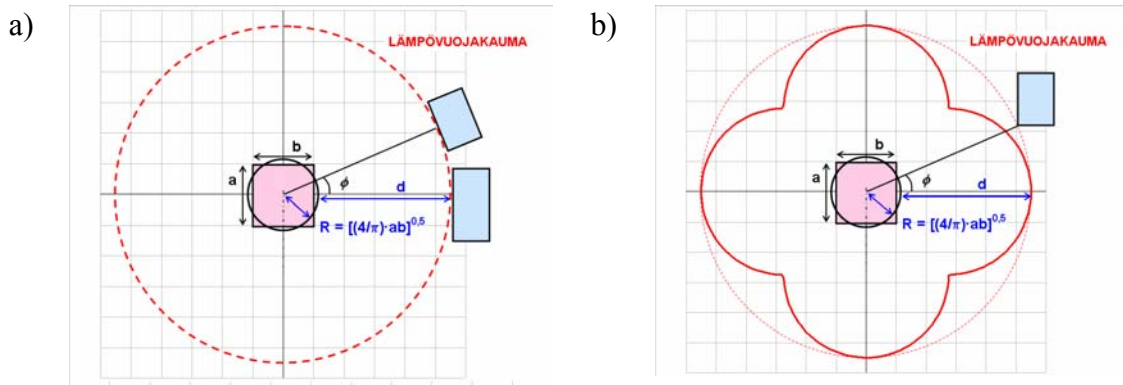 a)
LÄMPÖVUOJAKAUMA
b
a
ϕ
d
R = [(4/π)·ab]^0,5
b)
LÄMPÖVUOJAKAUMA
b
a
ϕ
d
R = [(4/π)·ab]^0,5